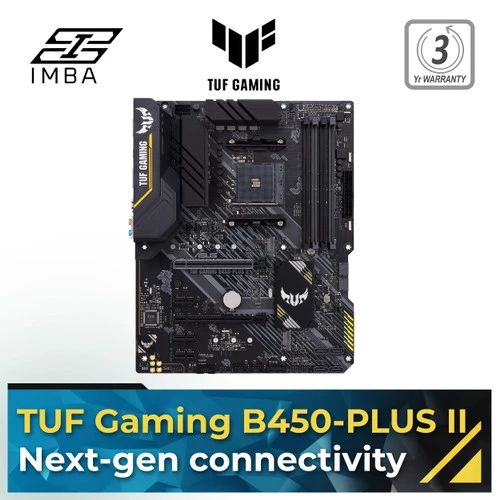 IMBA
TUF GAMING
3
Yr WARRANTY
TUF GAMING
TUF Gaming B450-PLUS II
Next-gen connectivity